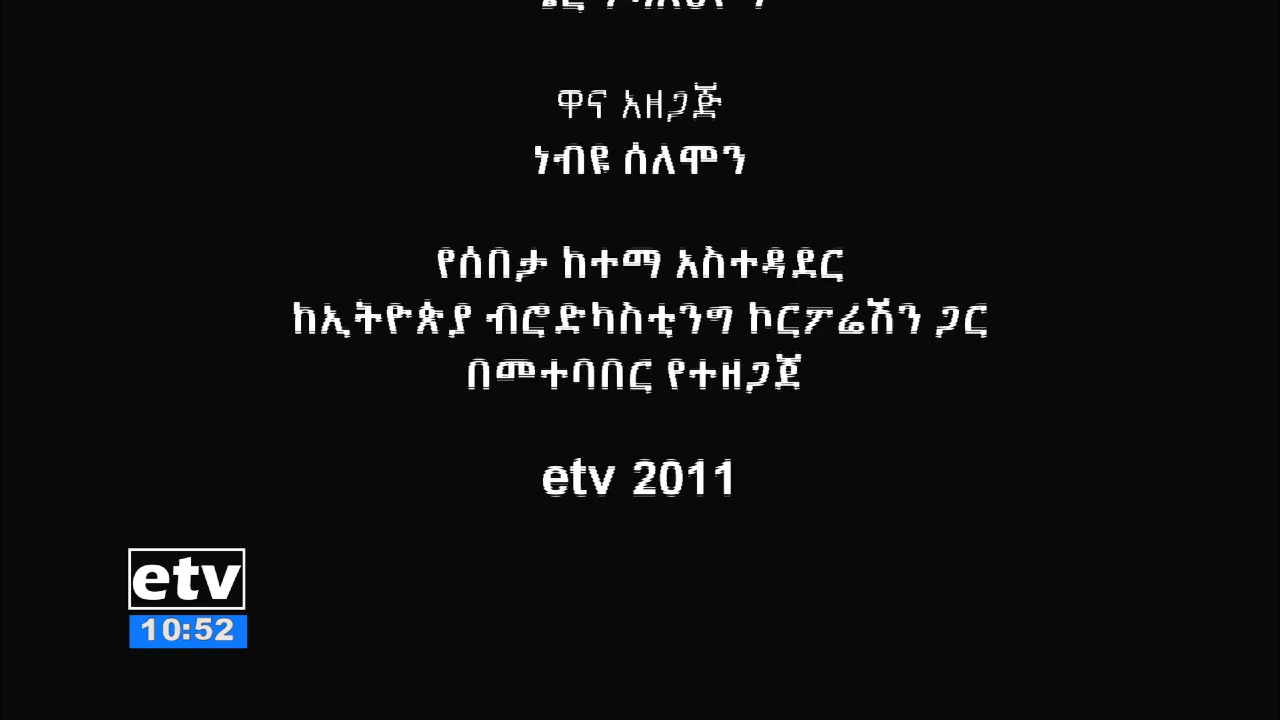 ዋና አዘጋጅ
ነብዩ ሰለሞን
የሰበታ ከተማ አስተዳደር
ከኢትዮጵያ ብሮድካስቲንግ ኮርፖሬሽን ጋር
በመተባበር የተዘጋጀ
etv 2011
etv
10:52